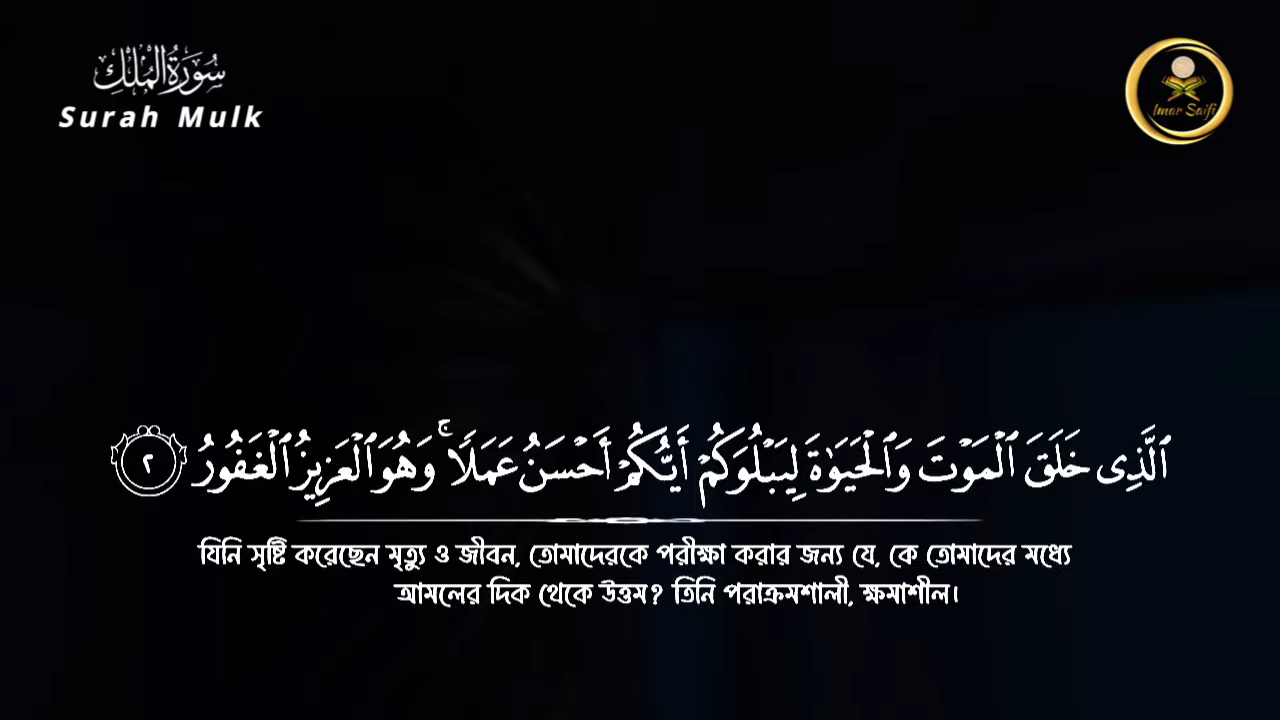 سُورَةُ الْمُلْكِ
Surah Mulk
Imar Saifi
ٱلَّذِى خَلَقَ ٱلْمَوْتَ وَٱلْحَيَوٰةَ لِيَبْلُوَكُمْ أَيُّكُمْ أَحْسَنُ عَمَلًا ۚ وَهُوَ ٱلْعَزِيزُ ٱلْغَفُورُ ٢
যিনি সৃষ্টি করেছেন মৃত্যু ও জীবন, তোমাদেরকে পরীক্ষা করার জন্য যে, কে তোমাদের মধ্যে
আমলের দিক থেকে উত্তম? তিনি পরাক্রমশালী, ক্ষমাশীল।